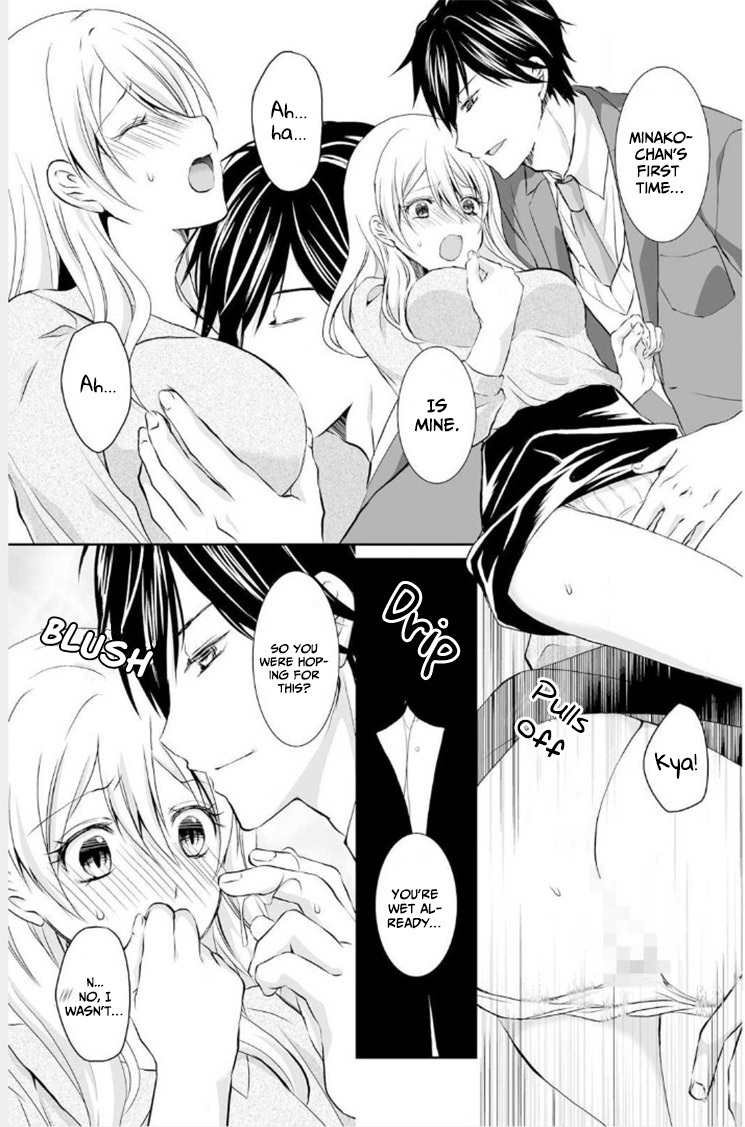 MINAKO-
CHAN'S
FIRST
TIME...
Ah...
ha...
IS
MINE.
Ah...
Kya!
Pulls
Off
Drip
YOU'RE
WET AL-
READY...
SO YOU
WERE HOP-
ING FOR
THIS?
BLUSH
N...
NO, I
WASN'T...